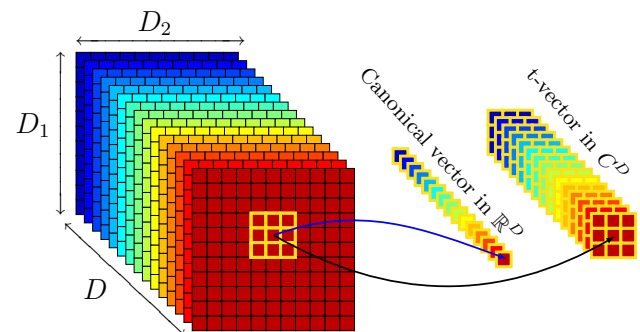 D₂
D₁
D
Canonical vector in ℝᴰ
t-vector in Cᴰ